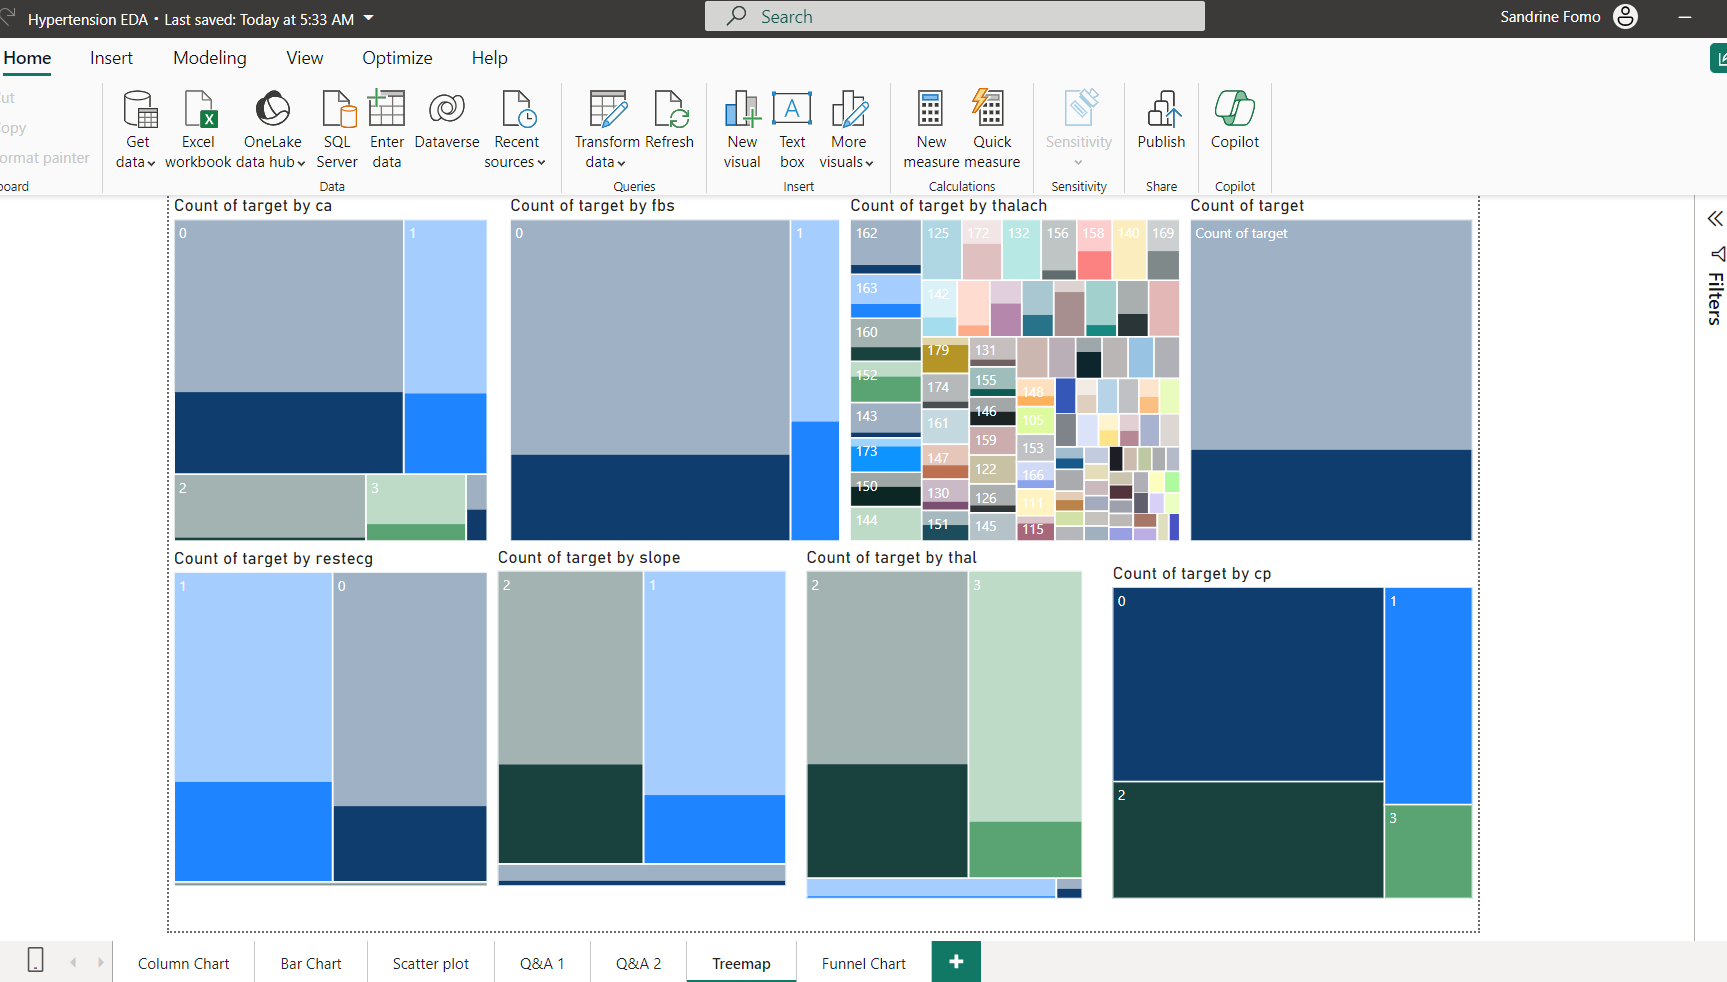 Hypertension EDA • Last saved: Today at 5:33 AM
Search
Sandrine Fomo
Home Insert Modeling View Optimize Help
ut
opy
ormat painter
oard
Get data
Excel workbook
OneLake data hub
SQL Server
Enter data
Dataverse
Recent sources
Data
Transform data
Refresh
Queries
New visual
Text box
More visuals
Insert
New measure
Quick measure
Calculations
Sensitivity
Sensitivity
Publish
Share
Copilot
Copilot
Filters
Count of target by ca
0
1
2
3
Count of target by fbs
0
1
Count of target by thalach
162 125 172 132 156 158 140 169
163 142
160
179 131
152
155
174
148
143
146
161
105
159
173
153
147
122
166
150
130
126
111
144
151
145
115
Count of target
Count of target
Count of target by restecg
1
0
Count of target by slope
2
1
Count of target by thal
2
3
Count of target by cp
0
1
2
3
Column Chart Bar Chart Scatter plot Q&A 1 Q&A 2 Treemap Funnel Chart +